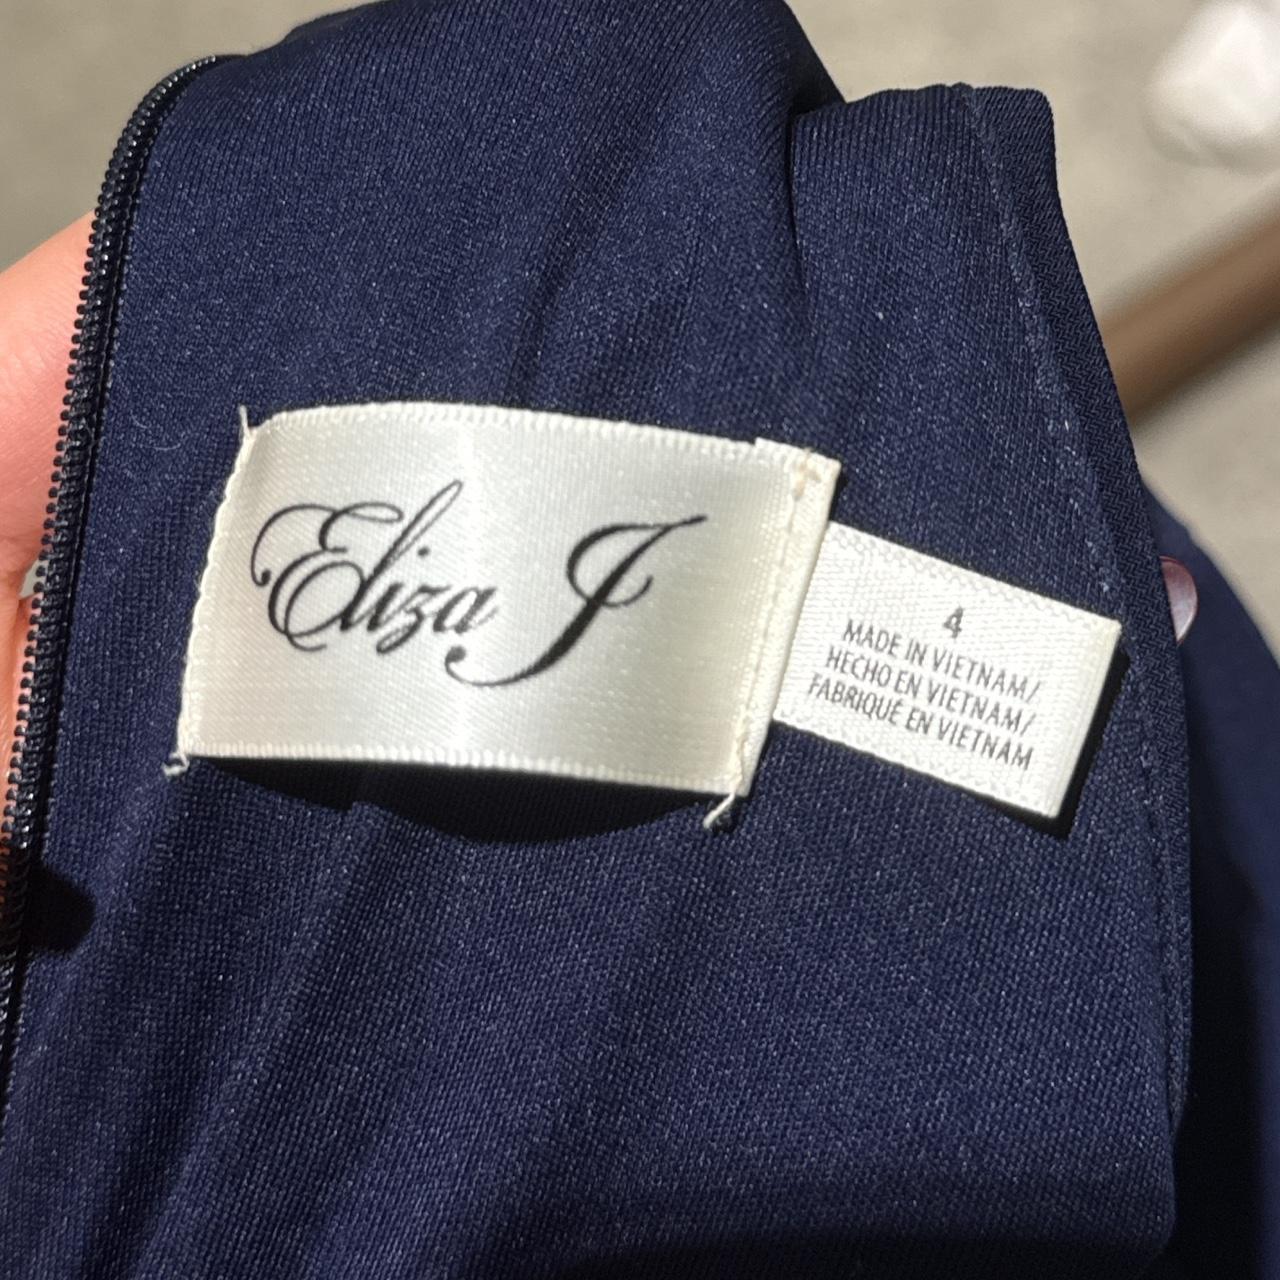 Eliza J
4
MADE IN VIETNAM/
HECHO EN VIETNAM/
FABRIQUÉ EN VIETNAM